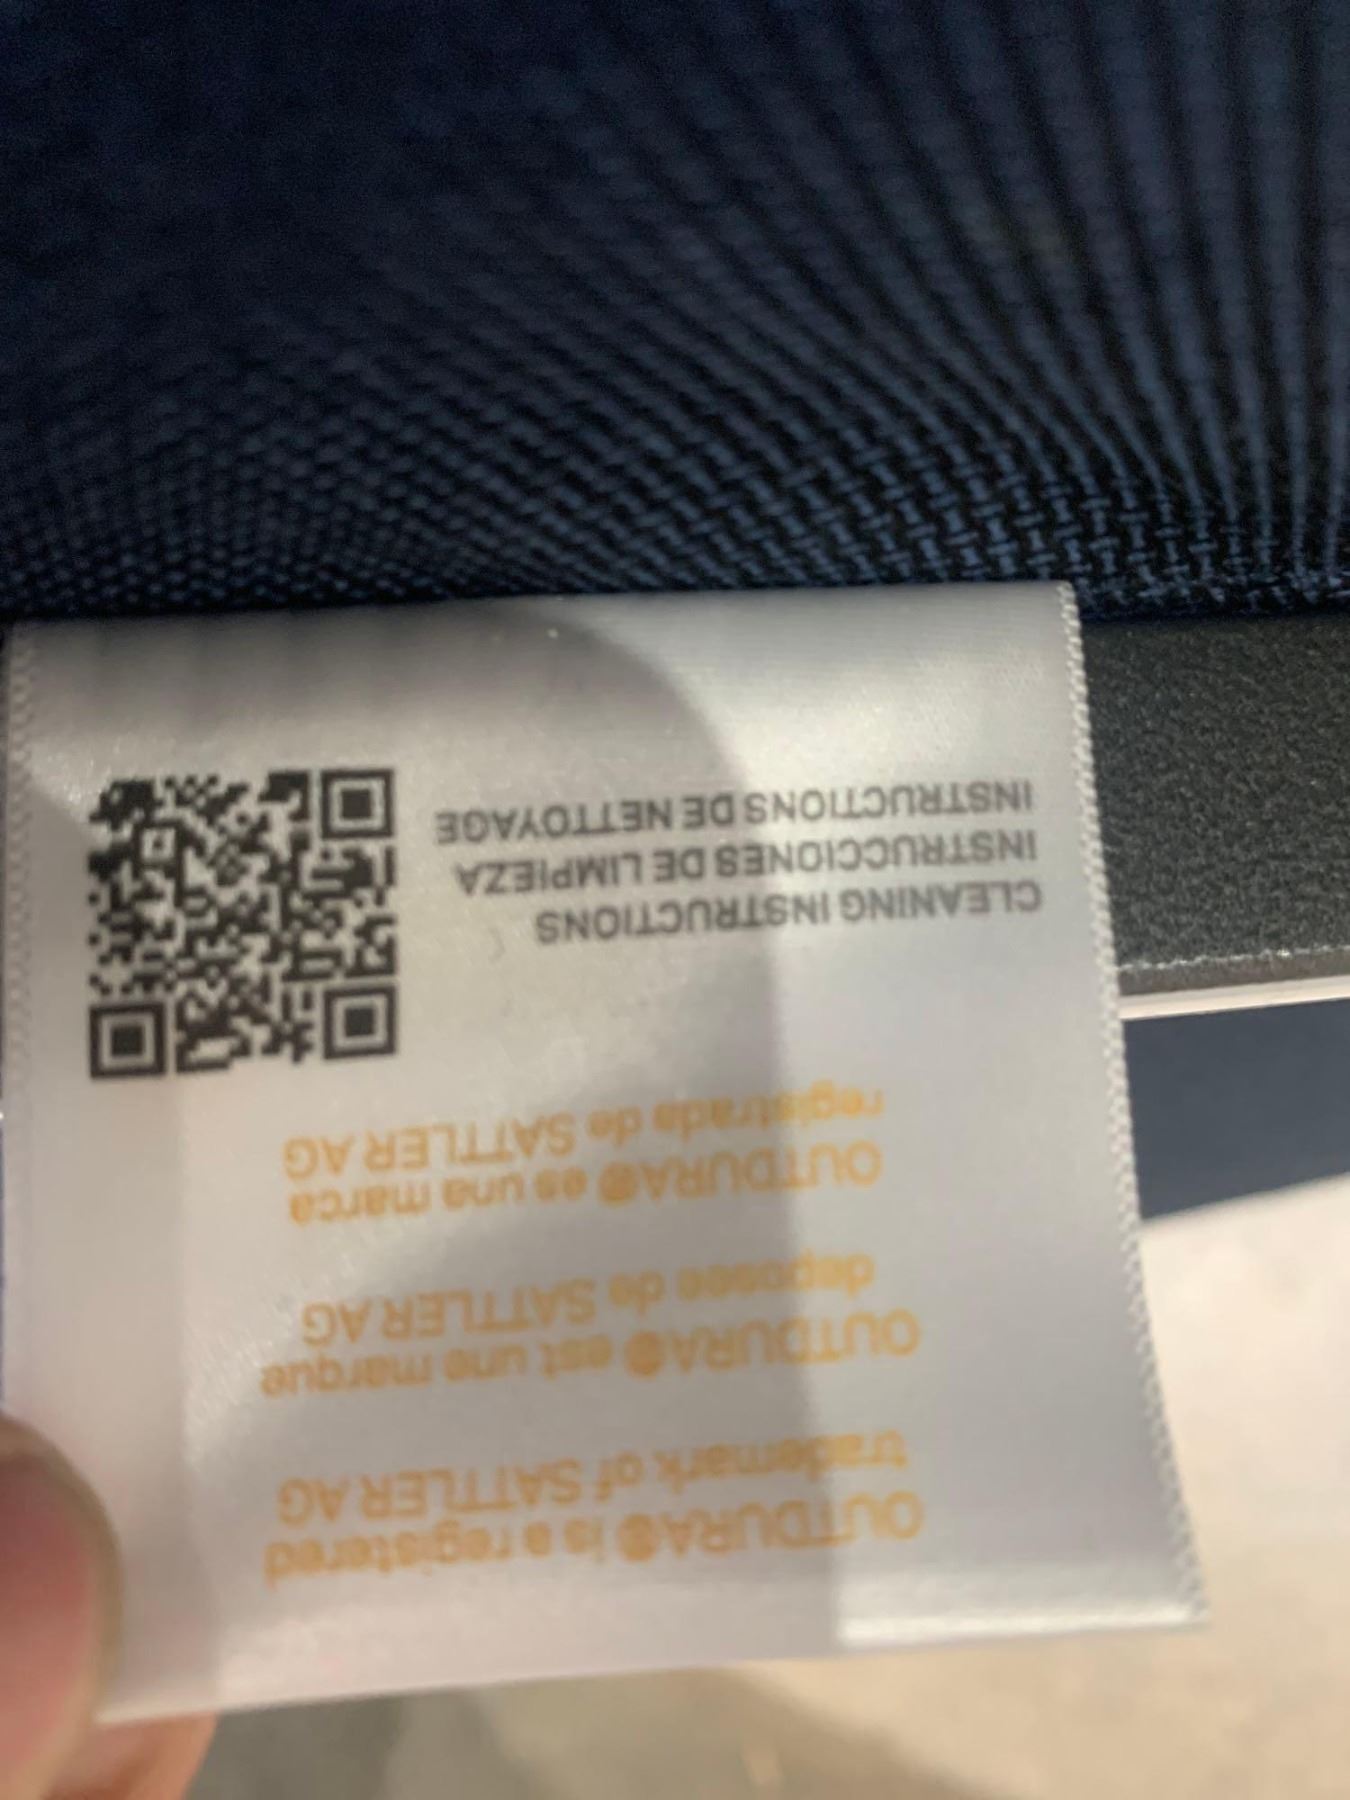 OUTDURA® is a registered
trademark of SATTLER AG
OUTDURA® est une marque
deposee de SATTLER AG
OUTDURA® es una marca
registrada de SATTLER AG
CLEANING INSTRUCTIONS
INSTRUCCIONES DE LIMPIEZA
INSTRUCTIONS DE NETTOYAGE